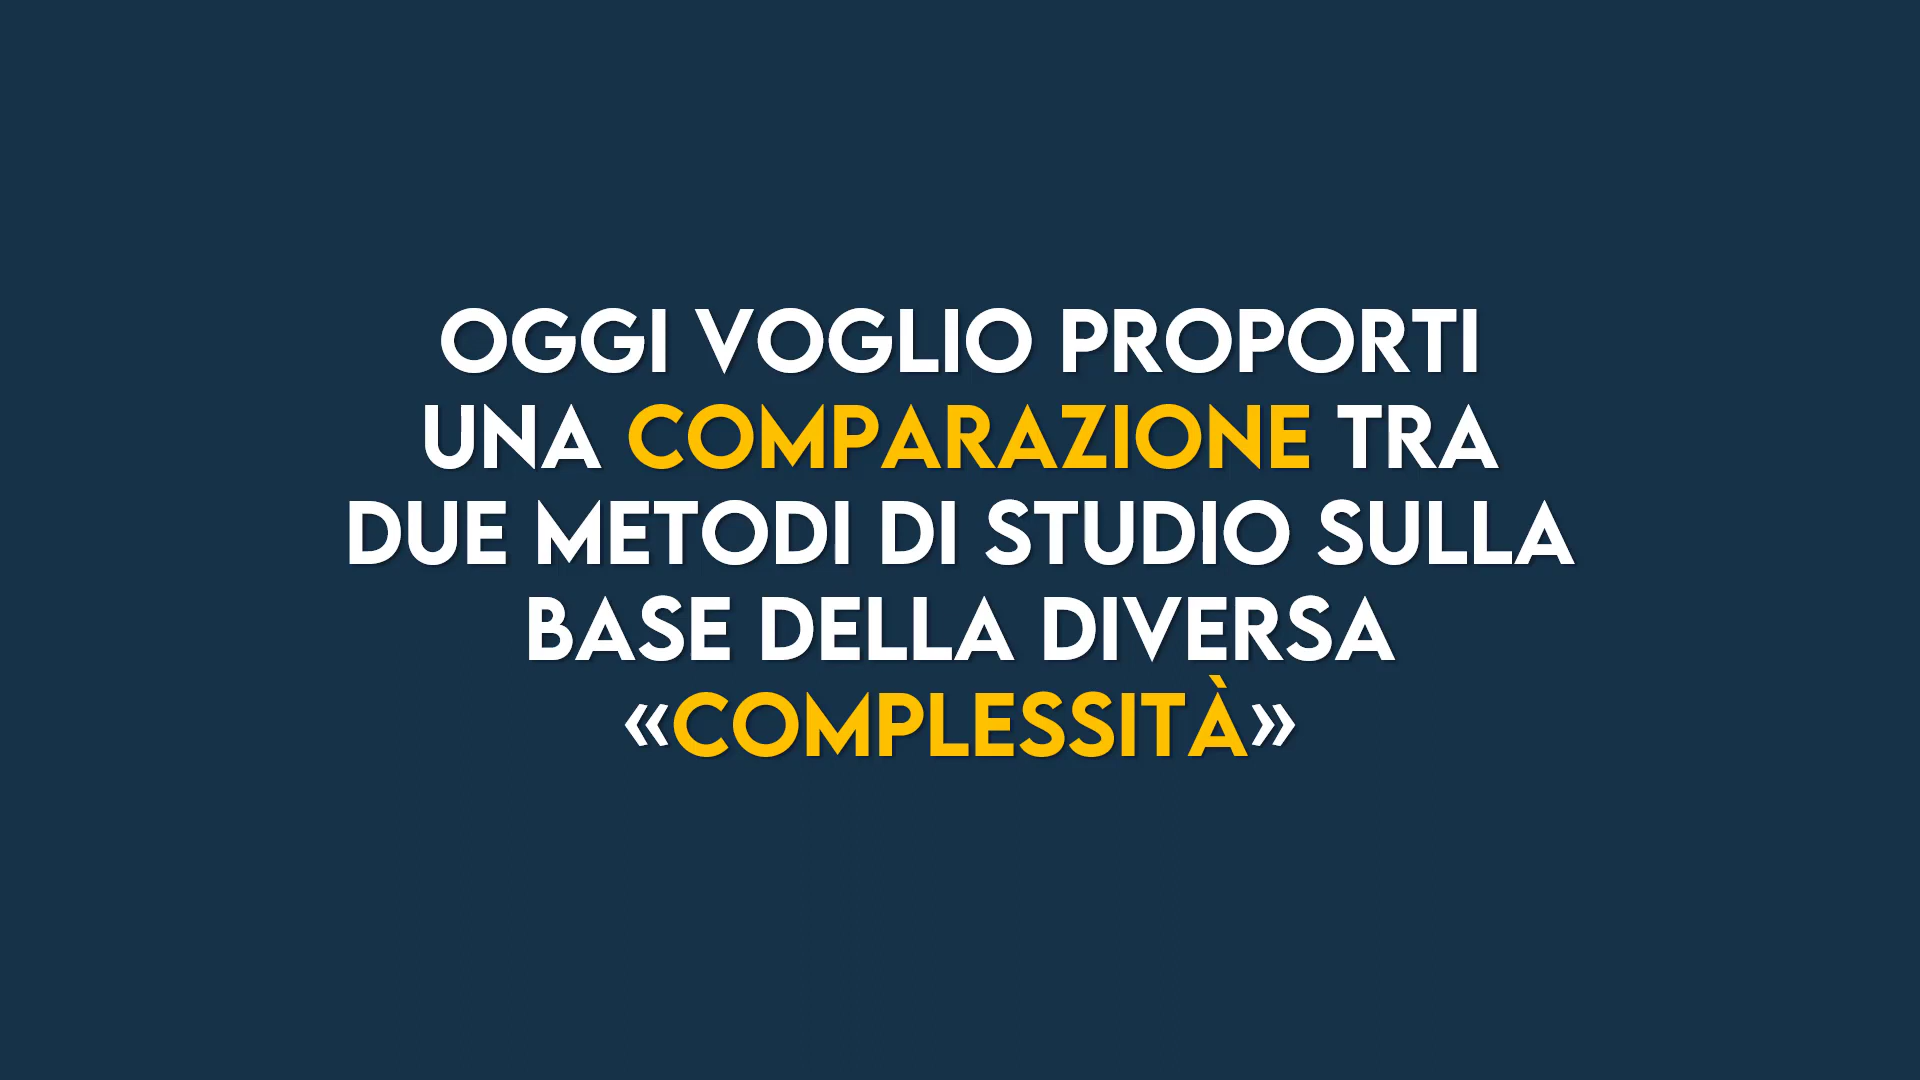 OGGI VOGLIO PROPORTI
UNA COMPARAZIONE TRA
DUE METODI DI STUDIO SULLA
BASE DELLA DIVERSA
«COMPLESSITÀ»